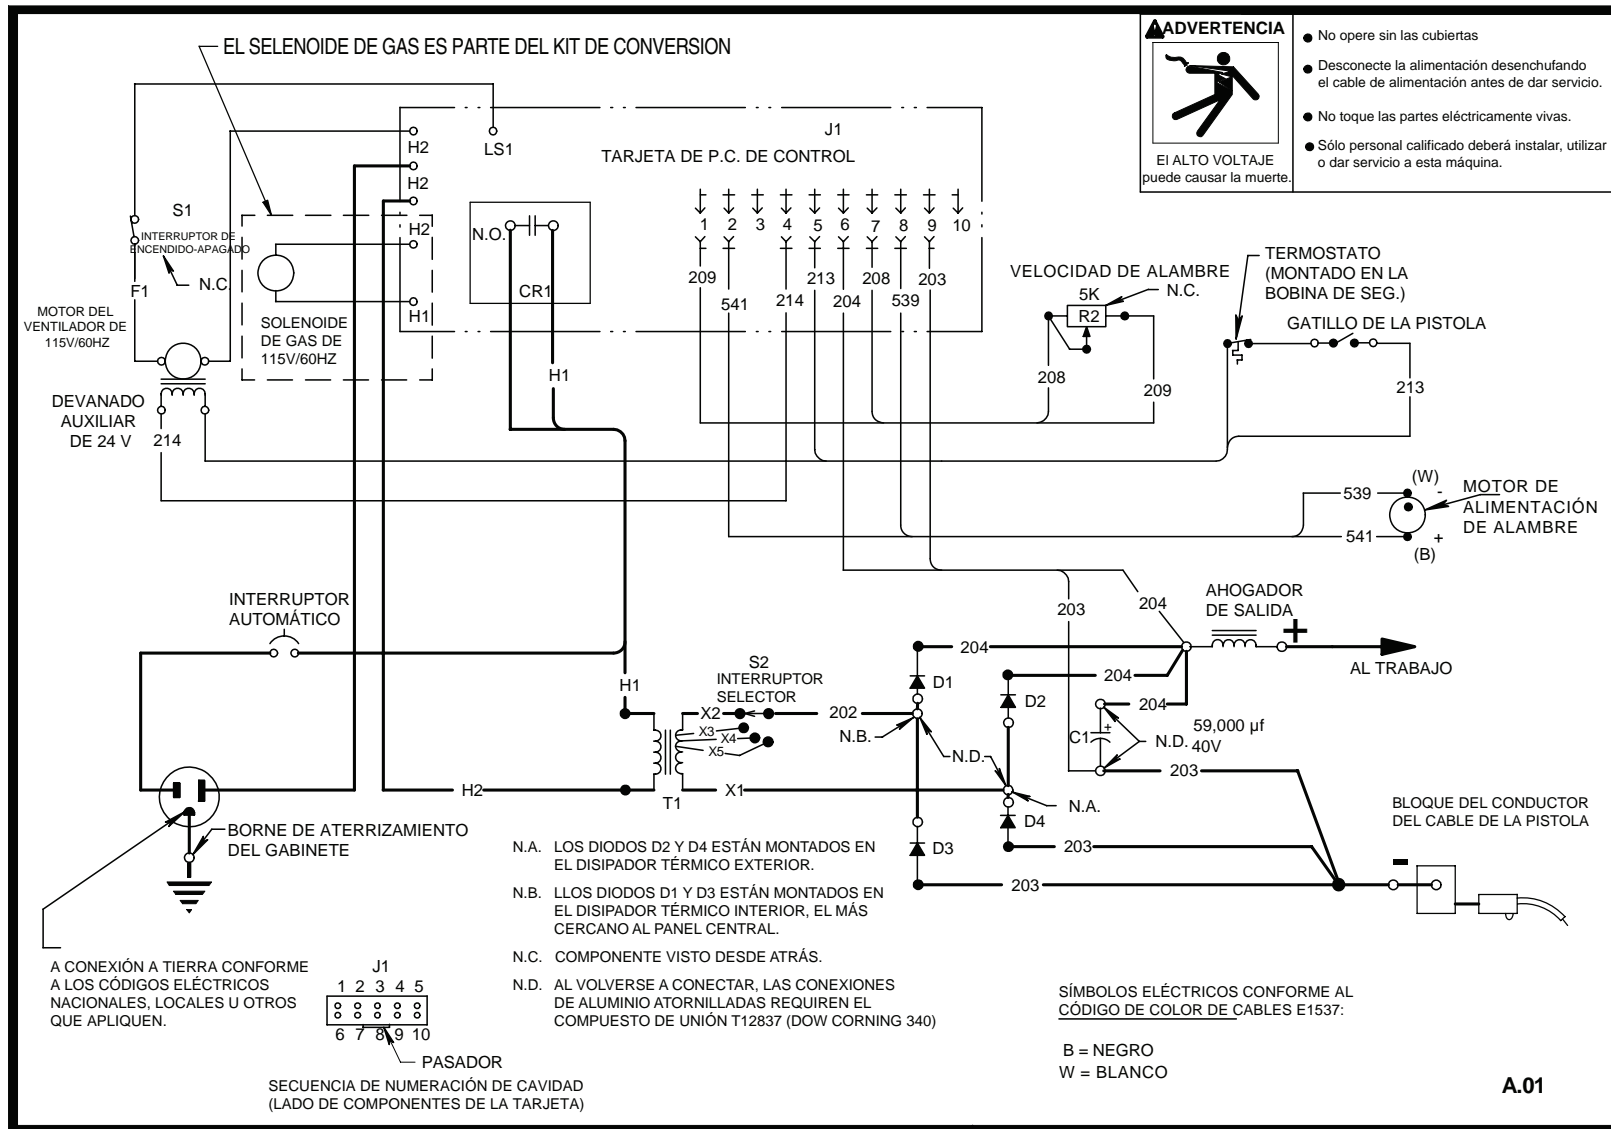 EL SELENOIDE DE GAS ES PARTE DEL KIT DE CONVERSION
ADVERTENCIA
El ALTO VOLTAJE
puede causar la muerte.
No opere sin las cubiertas
Desconecte la alimentación desenchufando
el cable de alimentación antes de dar servicio.
No toque las partes eléctricamente vivas.
Sólo personal calificado deberá instalar, utilizar
o dar servicio a esta máquina.
H2
LS1
J1
TARJETA DE P.C. DE CONTROL
H2
S1
INTERRUPTOR DE
ENCENDIDO-APAGADO
N.C.
F1
H2
H1
N.O.
CR1
1 2 3 4 5 6 7 8 9 10
209 541 214 213 204 208 539 203
MOTOR DEL
VENTILADOR DE
115V/60HZ
SOLENOIDE
DE GAS DE
115V/60HZ
VELOCIDAD DE ALAMBRE
5K
N.C.
R2
208
209
TERMOSTATO
(MONTADO EN LA
BOBINA DE SEG.)
GATILLO DE LA PISTOLA
213
H1
DEVANADO
AUXILIAR
DE 24 V
214
(W)
-
539
541
+
(B)
MOTOR DE
ALIMENTACIÓN
DE ALAMBRE
INTERRUPTOR
AUTOMÁTICO
203
204
AHOGADOR
DE SALIDA
+
AL TRABAJO
H1
S2
INTERRUPTOR
SELECTOR
X2
X3
X4
X5
202
204
D1
N.B.
N.D.
204
D2
204
C1
+
N.D.
59,000 µf
40V
203
H2
T1
X1
N.A.
D4
203
D3
203
BLOQUE DEL CONDUCTOR
DEL CABLE DE LA PISTOLA
-
BORNE DE ATERRIZAMIENTO
DEL GABINETE
N.A. LOS DIODOS D2 Y D4 ESTÁN MONTADOS EN
EL DISIPADOR TÉRMICO EXTERIOR.
N.B. LLOS DIODOS D1 Y D3 ESTÁN MONTADOS EN
EL DISIPADOR TÉRMICO INTERIOR, EL MÁS
CERCANO AL PANEL CENTRAL.
N.C. COMPONENTE VISTO DESDE ATRÁS.
N.D. AL VOLVERSE A CONECTAR, LAS CONEXIONES
DE ALUMINIO ATORNILLADAS REQUIREN EL
COMPUESTO DE UNIÓN T12837 (DOW CORNING 340)
A CONEXIÓN A TIERRA CONFORME
A LOS CÓDIGOS ELÉCTRICOS
NACIONALES, LOCALES U OTROS
QUE APLIQUEN.
J1
1 2 3 4 5
6 7 8 9 10
PASADOR
SECUENCIA DE NUMERACIÓN DE CAVIDAD
(LADO DE COMPONENTES DE LA TARJETA)
SÍMBOLOS ELÉCTRICOS CONFORME AL
CÓDIGO DE COLOR DE CABLES E1537:
B = NEGRO
W = BLANCO
A.01